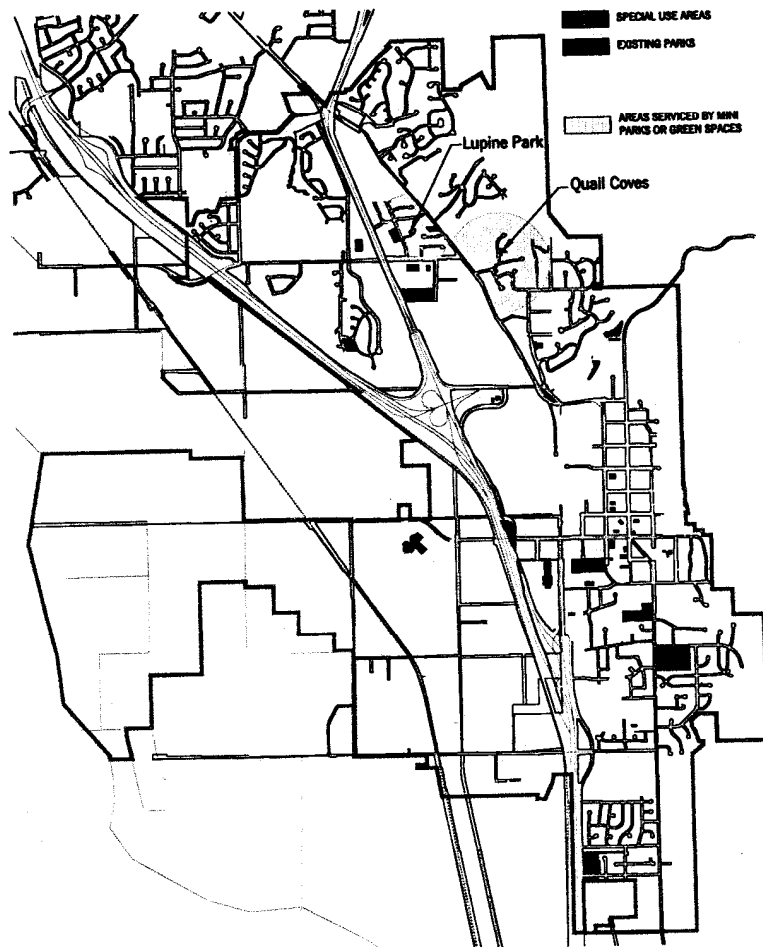 SPECIAL USE AREAS
EXISTING PARKS
AREAS SERVICED BY MINI
PARKS OR GREEN SPACES
Lupine Park
Quail Coves